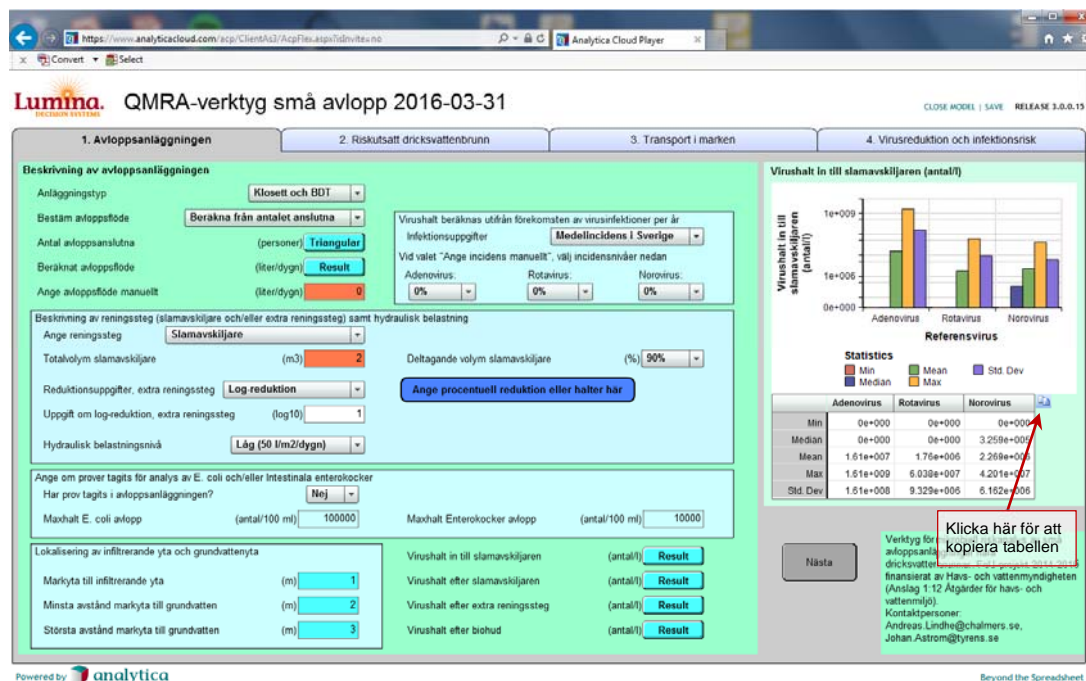 https://www.analyticacloud.com/acp/ClientAs3/AcpFlex.aspx?isInvite=no
Analytica Cloud Player
x Convert Select
Lumina. QMRA-verktyg små avlopp 2016-03-31
DECISION SYSTEMS
CLOSE MODEL | SAVE RELEASE 3.0.0.15
1. Avloppsanläggningen 2. Riskutsatt dricksvattenbrunn 3. Transport i marken 4. Virusreduktion och infektionsrisk
Beskrivning av avloppsanläggningen
Anläggningstyp Klosett och BDT
Bestäm avloppsflöde Beräkna från antalet anslutna
Antal avloppsanslutna (personer) Triangular
Beräknat avloppsflöde (liter/dygn) Result
Ange avloppsflöde manuellt (liter/dygn) 0
Virushalt beräknas utifrån förekomsten av virusinfektioner per år
Infektionsuppgifter Medelincidens i Sverige
Vid valet "Ange incidens manuellt", välj incidensnivåer nedan
Adenovirus: Rotavirus: Norovirus:
0% 0% 0%
Beskrivning av reningssteg (slamavskiljare och/eller extra reningssteg) samt hydraulisk belastning
Ange reningssteg Slamavskiljare
Totalvolym slamavskiljare (m3) 2 Deltagande volym slamavskiljare (%) 90%
Reduktionsuppgifter, extra reningssteg Log-reduktion Ange procentuell reduktion eller halter här
Uppgift om log-reduktion, extra reningssteg (log10) 1
Hydraulisk belastningsnivå Låg (50 l/m2/dygn)
Ange om prover tagits för analys av E. coli och/eller Intestinala enterokocker
Har prov tagits i avloppsanläggningen? Nej
Maxhalt E. coli avlopp (antal/100 ml) 100000 Maxhalt Enterokocker avlopp (antal/100 ml) 10000
Lokalisering av infiltrerande yta och grundvattenyta
Markyta till infiltrerande yta (m) 1
Minsta avstånd markyta till grundvatten (m) 2
Största avstånd markyta till grundvatten (m) 3
Virushalt in till slamavskiljaren (antal/l) Result
Virushalt efter slamavskiljaren (antal/l) Result
Virushalt efter extra reningssteg (antal/l) Result
Virushalt efter biohud (antal/l) Result
Virushalt in till slamavskiljaren (antal/l)
Virushalt in till slamavskiljaren (antal/l)
1e+009
1e+006
0e+000
Adenovirus Rotavirus Norovirus
Referensvirus
Statistics
Min Mean Std. Dev
Median Max
Adenovirus Rotavirus Norovirus
Min 0e+000 0e+000 0e+000
Median 0e+000 0e+000 3.259e+005
Mean 1.61e+007 1.76e+006 2.269e+006
Max 1.61e+009 6.038e+007 4.201e+007
Std. Dev 1.61e+008 9.329e+006 6.162e+006
Klicka här för att
kopiera tabellen
Nästa
Verktyg för
avloppsanläggningar
finansierat av Havs- och vattenmyndigheten
(Anslag 1:12 Åtgärder för havs- och
vattenmiljö).
Kontaktpersoner:
Andreas.Lindhe@chalmers.se,
Johan.Astrom@tyrens.se
Powered by analytica
Beyond the Spreadsheet